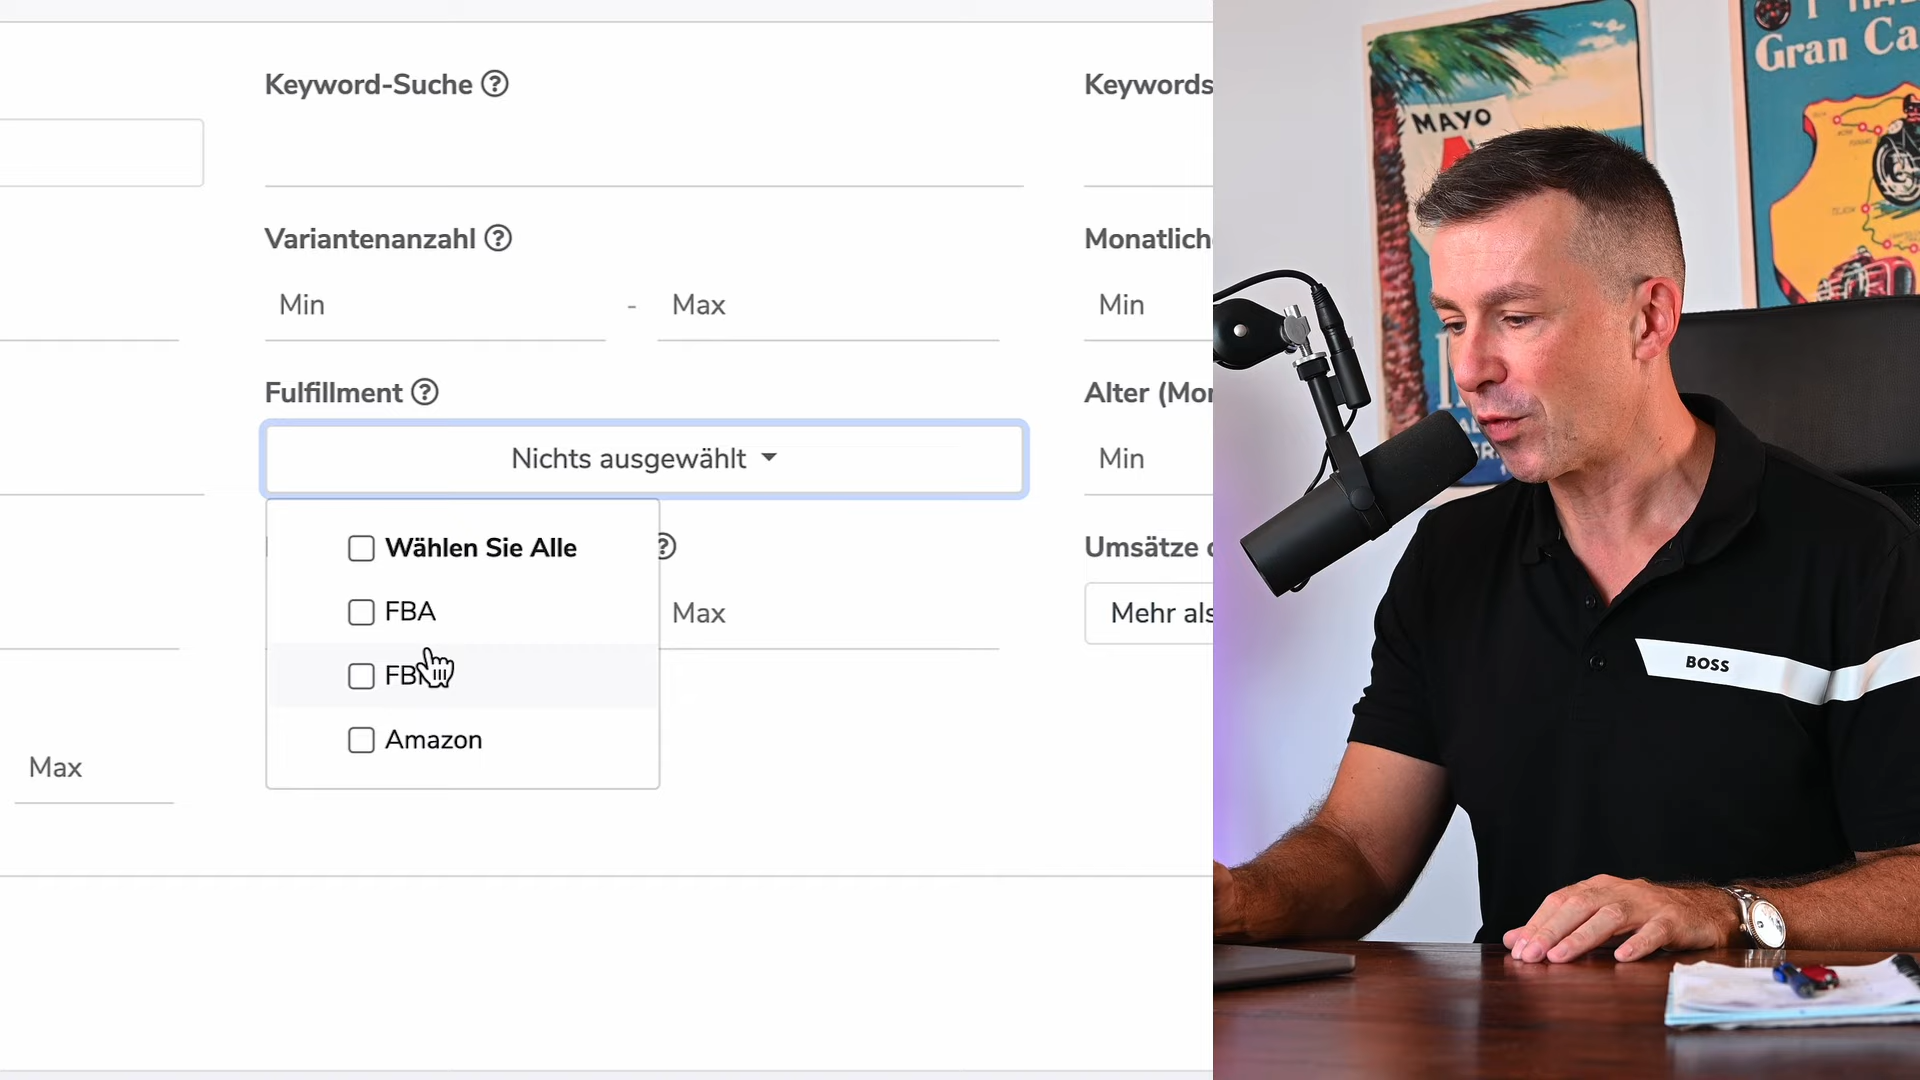 Keyword-Suche
Keywords
Variantenanzahl
Min - Max
Monatlich
Min
Fulfillment
Nichts ausgewählt
Alter (Mon
Min
Wählen Sie Alle
FBA
Amazon
Max
Umsätze
Mehr als
Max
MAYO
Gran Ca
BOSS